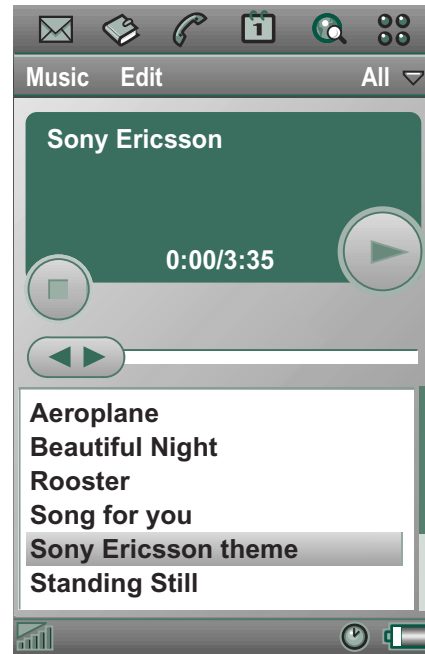 1
Music Edit All
Sony Ericsson
0:00/3:35
Aeroplane
Beautiful Night
Rooster
Song for you
Sony Ericsson theme
Standing Still